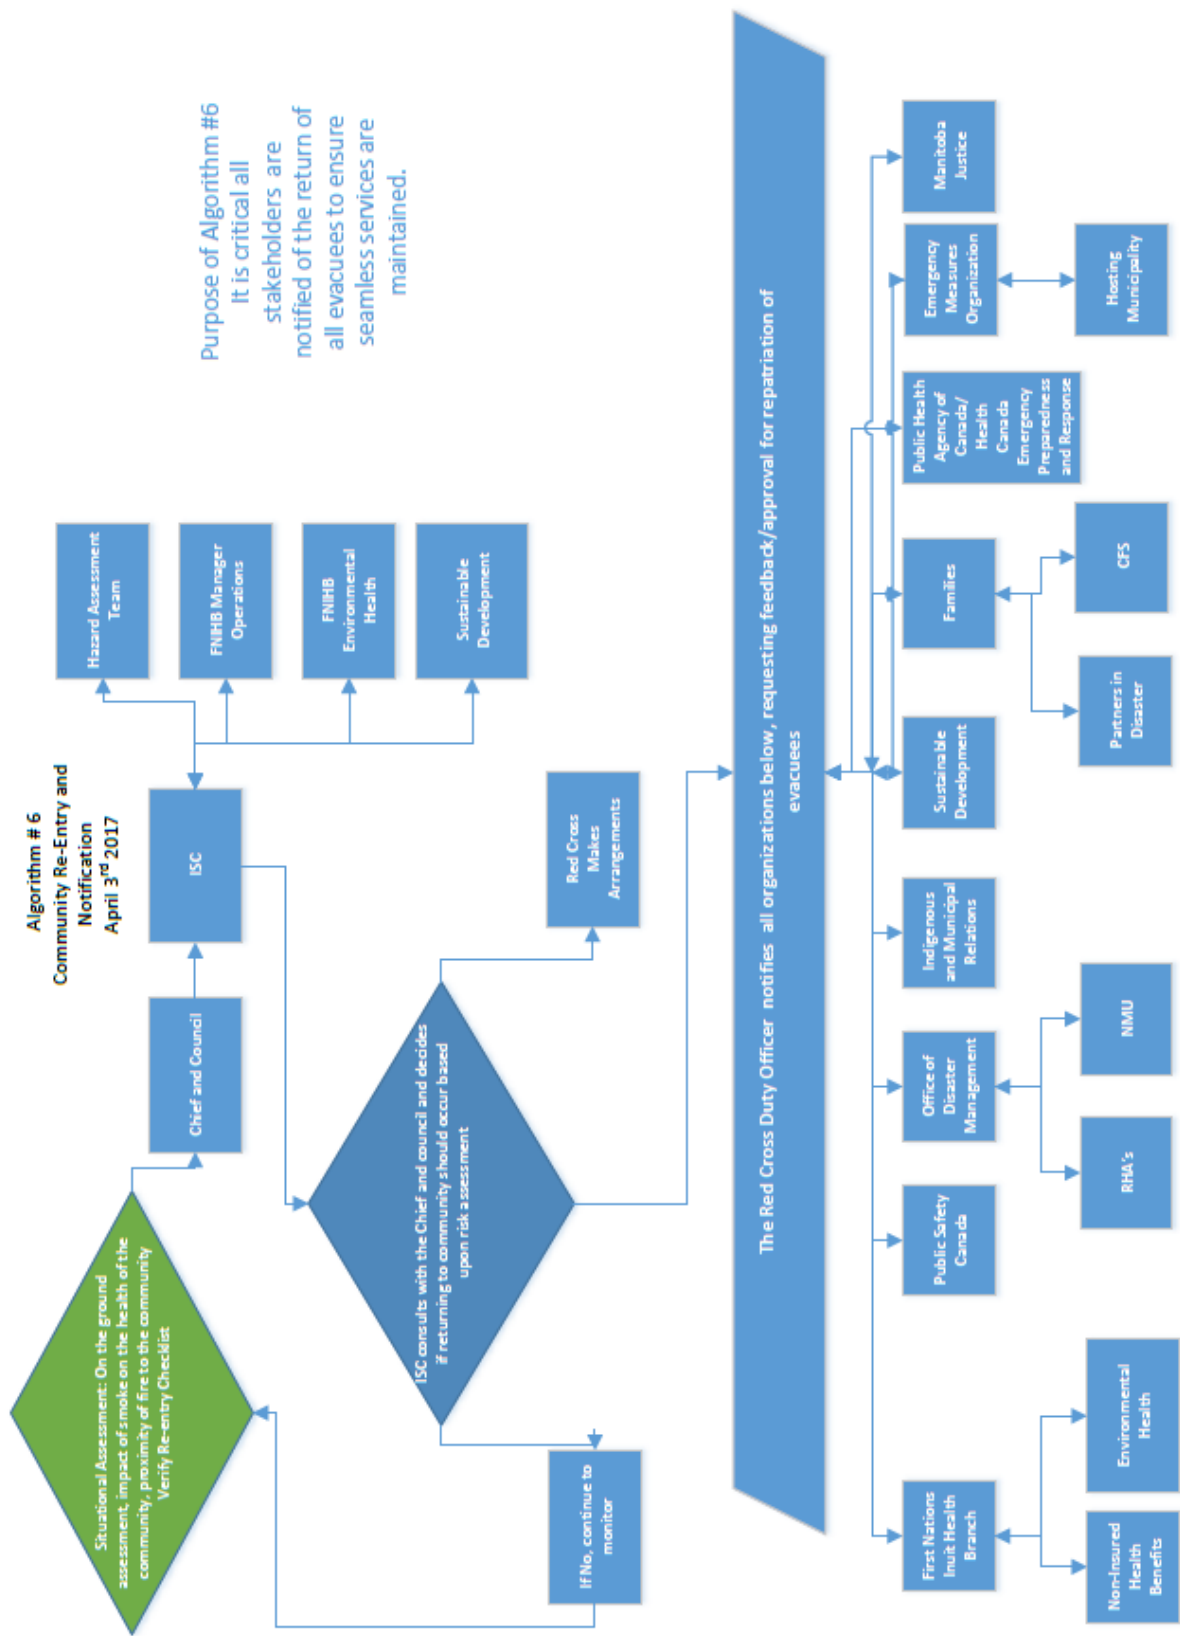 Algorithm # 6
Community Re-Entry and
Notification
April 3rd 2017
Purpose of Algorithm #6
It is critical all
stakeholders are
notified of the return of
all evacuees to ensure
seamless services are
maintained.
Situational Assessment: On the ground
assessment, impact of smoke on the health of the
community, proximity of fire to the community
Verify Re-entry Checklist
Chief and Council
ISC
Hazard Assessment
Team
FNIHB Manager
Operations
FNIHB
Environmental
Health
Sustainable
Development
ISC consults with the Chief and council and decides
if returning to community should occur based
upon risk assessment
If No, continue to
monitor
Red Cross
Makes
Arrangements
The Red Cross Duty Officer notifies all organizations below, requesting feedback/approval for repatriation of
evacuees
First Nations
Inuit Health
Branch
Public Safety
Canada
Office of
Disaster
Management
Indigenous
and Municipal
Relations
Sustainable
Development
Families
Public Health
Agency of
Canada/
Health
Canada
Emergency
Preparedness
and Response
Emergency
Measures
Organization
Manitoba
Justice
Non-Insured
Health
Benefits
Environmental
Health
RHA's
NMU
Partners in
Disaster
CFS
Hosting
Municipality